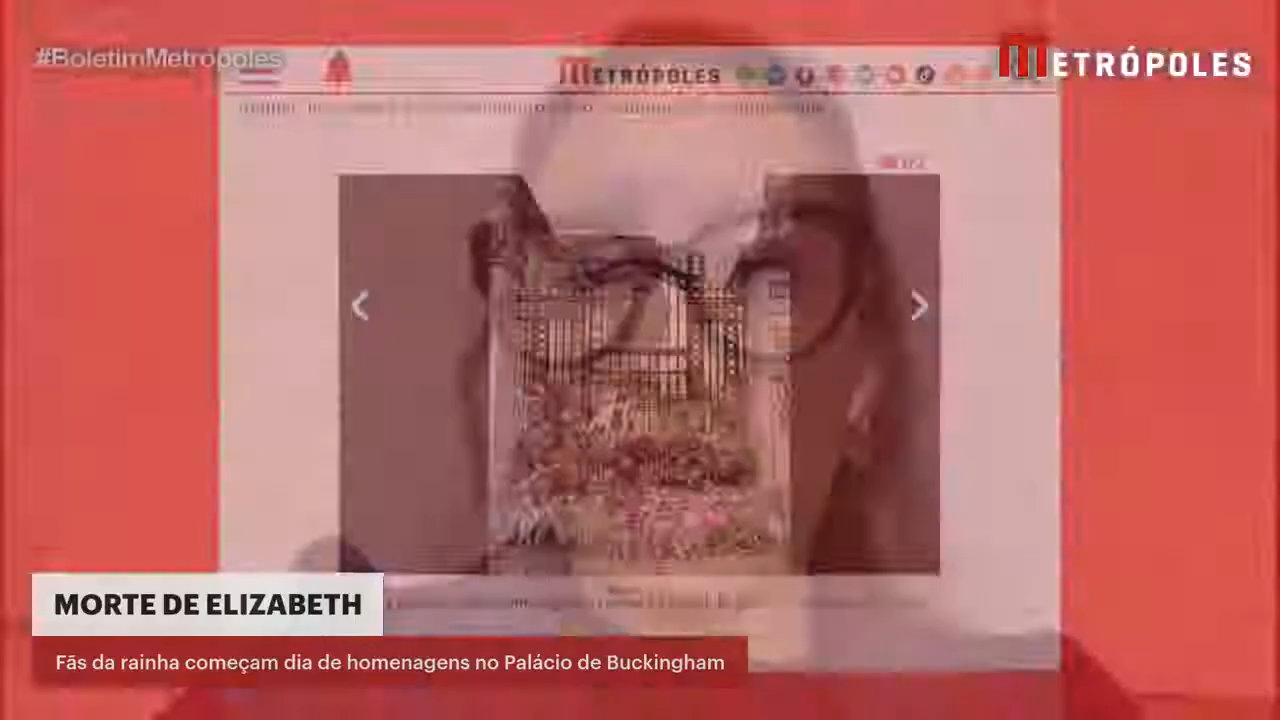 #BoletimMetrópoles
METRÓPOLES
METRÓPOLES
MORTE DE ELIZABETH
Fãs da rainha começam dia de homenagens no Palácio de Buckingham